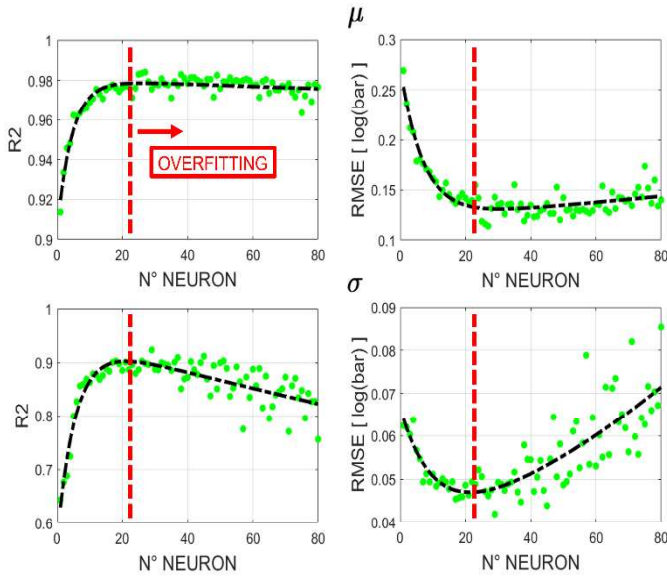 μ
1
0.98
0.96
0.94
0.92
0.9
R2
OVERFITTING
0 20 40 60 80
N° NEURON
0.3
0.25
0.2
0.15
0.1
RMSE [ log(bar) ]
0 20 40 60 80
N° NEURON
σ
1
0.9
0.8
0.7
0.6
R2
0 20 40 60 80
N° NEURON
0.09
0.08
0.07
0.06
0.05
0.04
RMSE [ log(bar) ]
0 20 40 60 80
N° NEURON